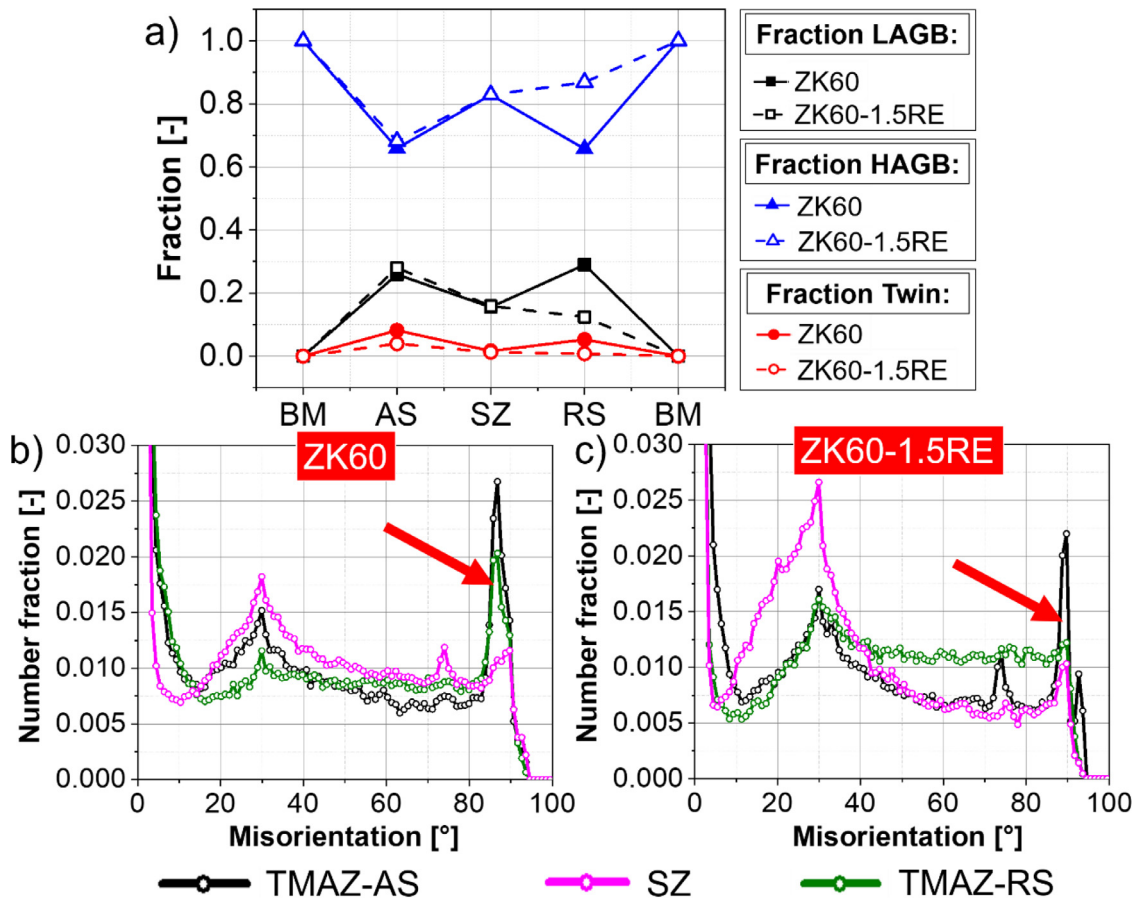 a)
1.0
0.8
0.6
0.4
0.2
0.0
Fraction [-]
BM AS SZ RS BM
Fraction LAGB:
ZK60
ZK60-1.5RE
Fraction HAGB:
ZK60
ZK60-1.5RE
Fraction Twin:
ZK60
ZK60-1.5RE
b)
ZK60
0.030
0.025
0.020
0.015
0.010
0.005
0.000
Number fraction [-]
0 20 40 60 80 100
Misorientation [°]
c)
ZK60-1.5RE
0.030
0.025
0.020
0.015
0.010
0.005
0.000
Number fraction [-]
0 20 40 60 80 100
Misorientation [°]
TMAZ-AS SZ TMAZ-RS